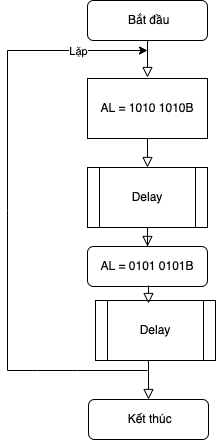 Bắt đầu
Lặp
AL = 1010 1010B
Delay
AL = 0101 0101B
Delay
Kết thúc